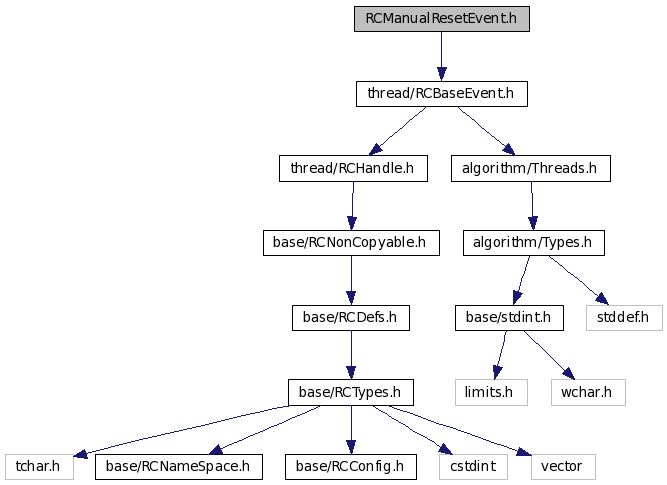 RCManualResetEvent.h
thread/RCBaseEvent.h
thread/RCHandle.h
algorithm/Threads.h
base/RCNonCopyable.h
algorithm/Types.h
base/RCDefs.h
base/stdint.h
stddef.h
base/RCTypes.h
limits.h
wchar.h
tchar.h
base/RCNameSpace.h
base/RCConfig.h
cstdint
vector